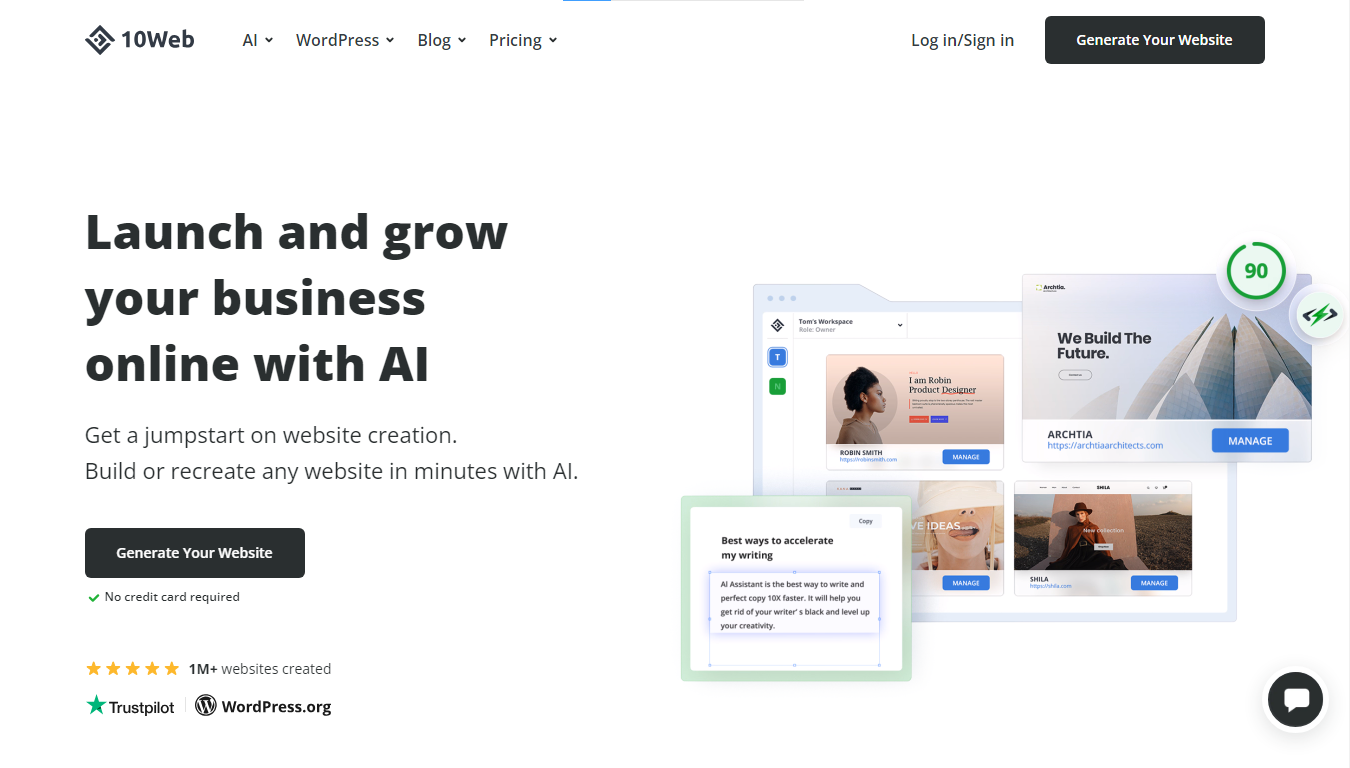 10Web
AI
WordPress
Blog
Pricing
Log in/Sign in
Generate Your Website
Launch and grow
your business
online with AI
Get a jumpstart on website creation.
Build or recreate any website in minutes with AI.
Generate Your Website
No credit card required
1M+ websites created
Trustpilot
WordPress.org
90
Archtia.
We Build The
Future.
ARCHTIA
https://archtiaarchitects.com
MANAGE
Tom's Workspace
Role: Owner
T
N
I am Robin
Product Designer
ROBIN SMITH
https://robinsmith.com
MANAGE
VE IDEAS
MANAGE
SHILA
New collection
SHILA
https://shila.com
MANAGE
Copy
Best ways to accelerate
my writing
AI Assistant is the best way to write and
perfect copy 10X faster. It will help you
get rid of your writer' s black and level up
your creativity.